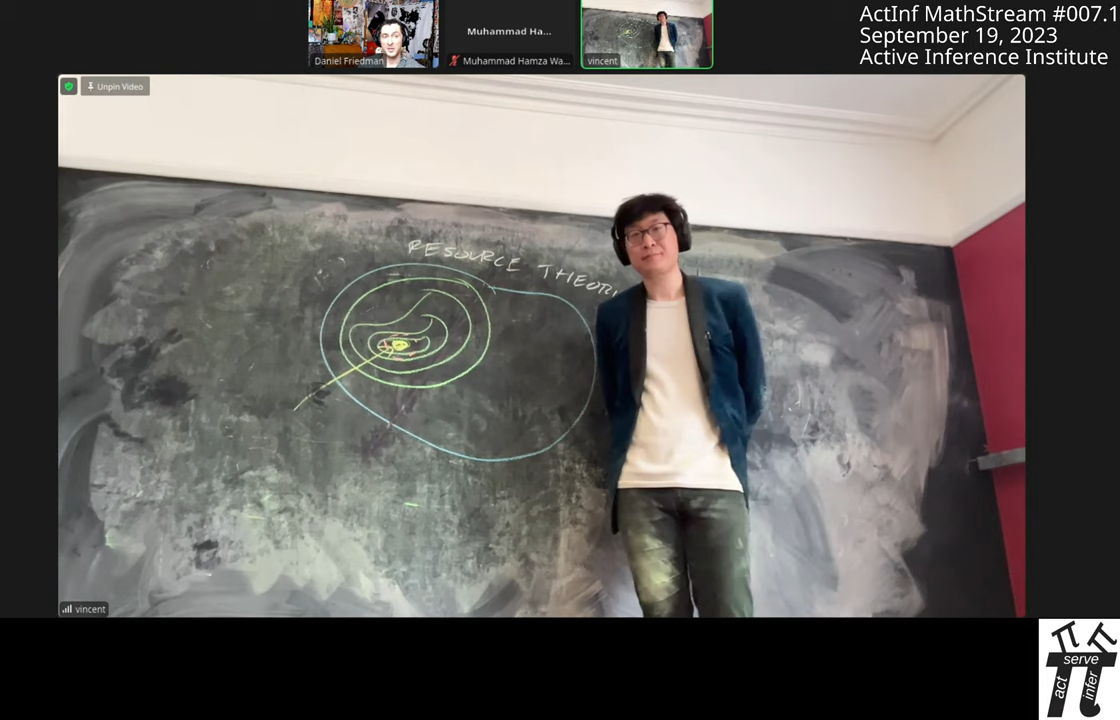 ActInf MathStream #007.1
September 19, 2023
Active Inference Institute
Daniel Friedman
Muhammad Ha...
Muhammad Hamza Wa...
vincent
Unpin Video
RESOURCE THEORY
vincent
act
serve
infer